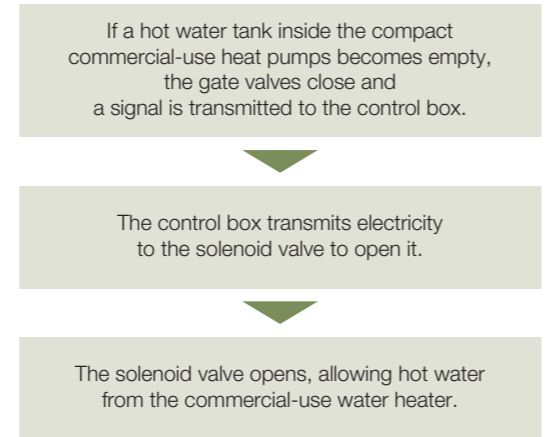 If a hot water tank inside the compact
commercial-use heat pumps becomes empty,
the gate valves close and
a signal is transmitted to the control box.
The control box transmits electricity
to the solenoid valve to open it.
The solenoid valve opens, allowing hot water
from the commercial-use water heater.